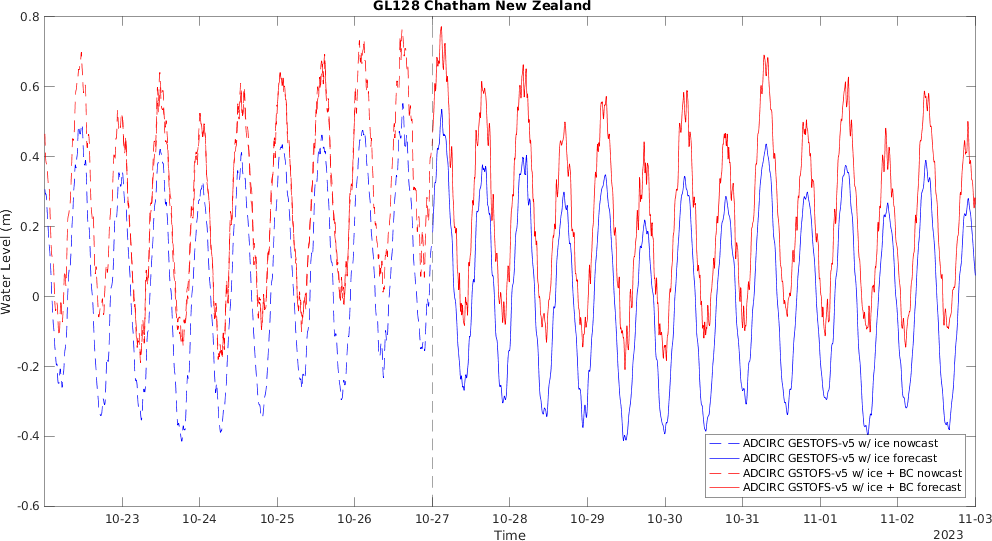 GL128 Chatham New Zealand
Water Level (m)
0.8
0.6
0.4
0.2
0
-0.2
-0.4
-0.6
ADCIRC GESTOFS-v5 w/ ice nowcast
ADCIRC GESTOFS-v5 w/ ice forecast
ADCIRC GSTOFS-v5 w/ ice + BC nowcast
ADCIRC GSTOFS-v5 w/ ice + BC forecast
10-23 10-24 10-25 10-26 10-27 10-28 10-29 10-30 10-31 11-01 11-02 11-03
Time
2023